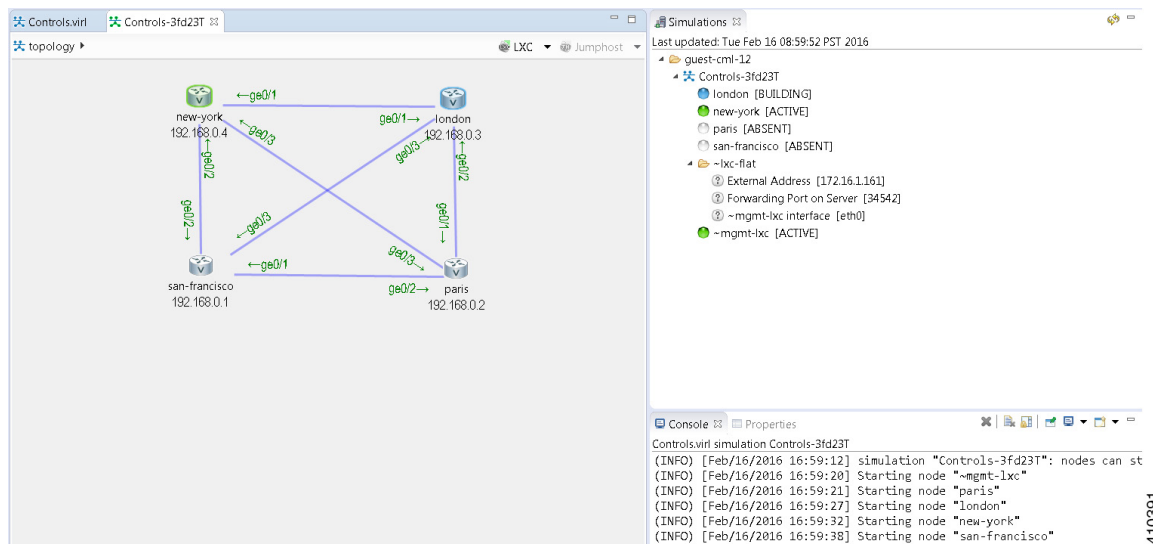 Controls.virl
Controls-3fd23T
topology
LXC
Jumphost
←ge0/1
new-york
192.168.0.4
ge0/1→
london
192.168.0.3
←ge0/3
ge0/3→
←ge0/2
←ge0/2
ge0/2→
←ge0/3
ge0/1→
ge0/3→
←ge0/1
san-francisco
192.168.0.1
ge0/2→
paris
192.168.0.2
Simulations
Last updated: Tue Feb 16 08:59:52 PST 2016
guest-cml-12
Controls-3fd23T
london [BUILDING]
new-york [ACTIVE]
paris [ABSENT]
san-francisco [ABSENT]
~lxc-flat
External Address [172.16.1.161]
Forwarding Port on Server [34542]
~mgmt-lxc interface [eth0]
~mgmt-lxc [ACTIVE]
Console
Properties
Controls.virl simulation Controls-3fd23T
(INFO) [Feb/16/2016 16:59:12] simulation "Controls-3fd23T": nodes can st
(INFO) [Feb/16/2016 16:59:20] Starting node "~mgmt-lxc"
(INFO) [Feb/16/2016 16:59:21] Starting node "paris"
(INFO) [Feb/16/2016 16:59:27] Starting node "london"
(INFO) [Feb/16/2016 16:59:32] Starting node "new-york"
(INFO) [Feb/16/2016 16:59:38] Starting node "san-francisco"
410391